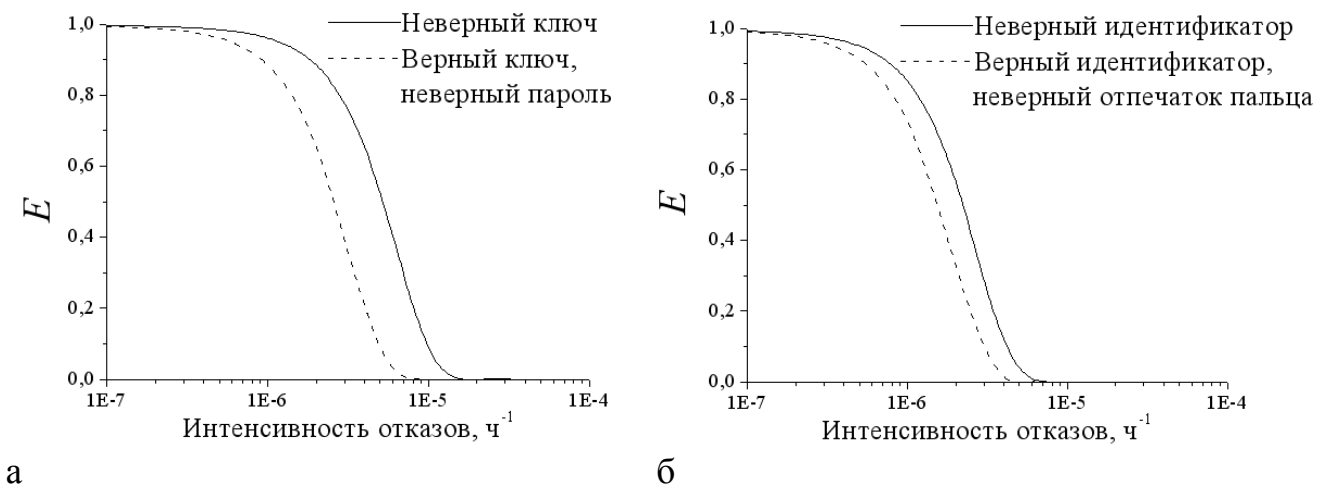 Неверный ключ
Верный ключ,
неверный пароль
1,0
0,8
0,6
0,4
0,2
0,0
E
1E-7
1E-6
1E-5
1E-4
Интенсивность отказов, ч⁻¹
а
Неверный идентификатор
Верный идентификатор,
неверный отпечаток пальца
1,0
0,8
0,6
0,4
0,2
0,0
E
1E-7
1E-6
1E-5
1E-4
Интенсивность отказов, ч⁻¹
б